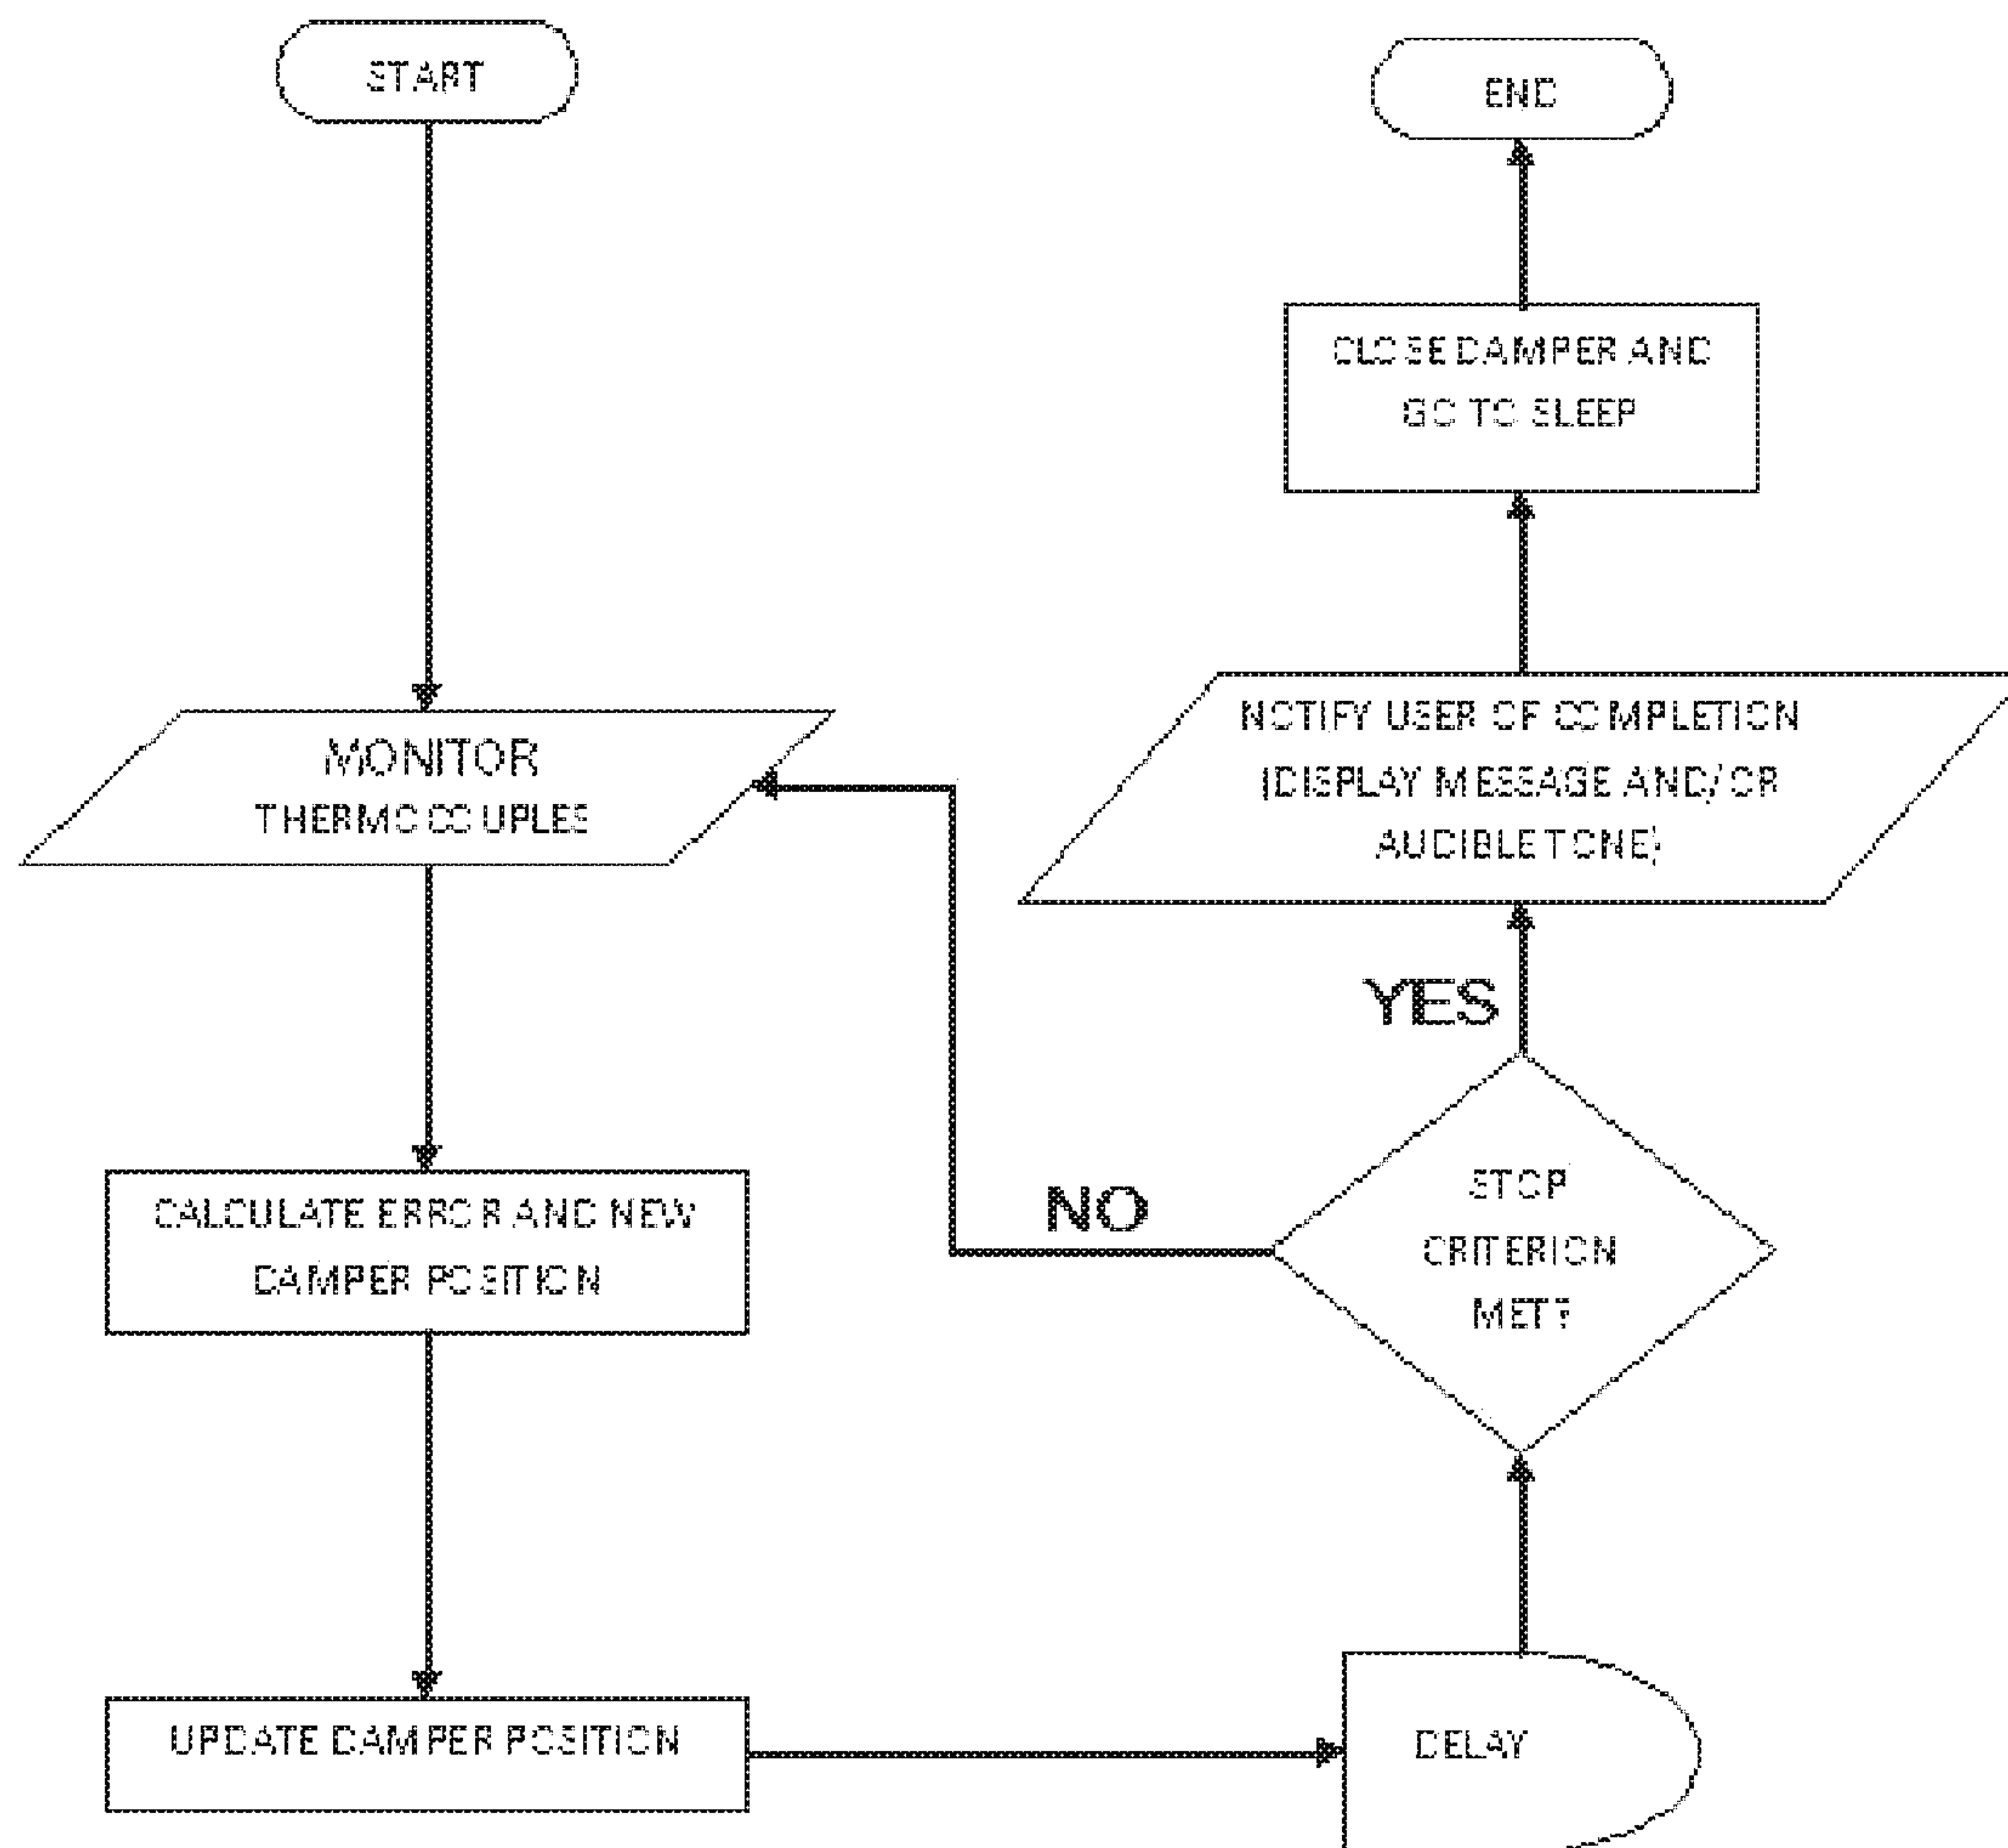 START
MONITOR
THERMOCOUPLES
CALCULATE ERROR AND NEW
DAMPER POSITION
UPDATE DAMPER POSITION
DELAY
STOP
CRITERION
MET?
NO
YES
NOTIFY USER OF COMPLETION
(DISPLAY MESSAGE AND/OR
AUDIBLE TONE)
CLOSE DAMPER AND
GO TO SLEEP
END